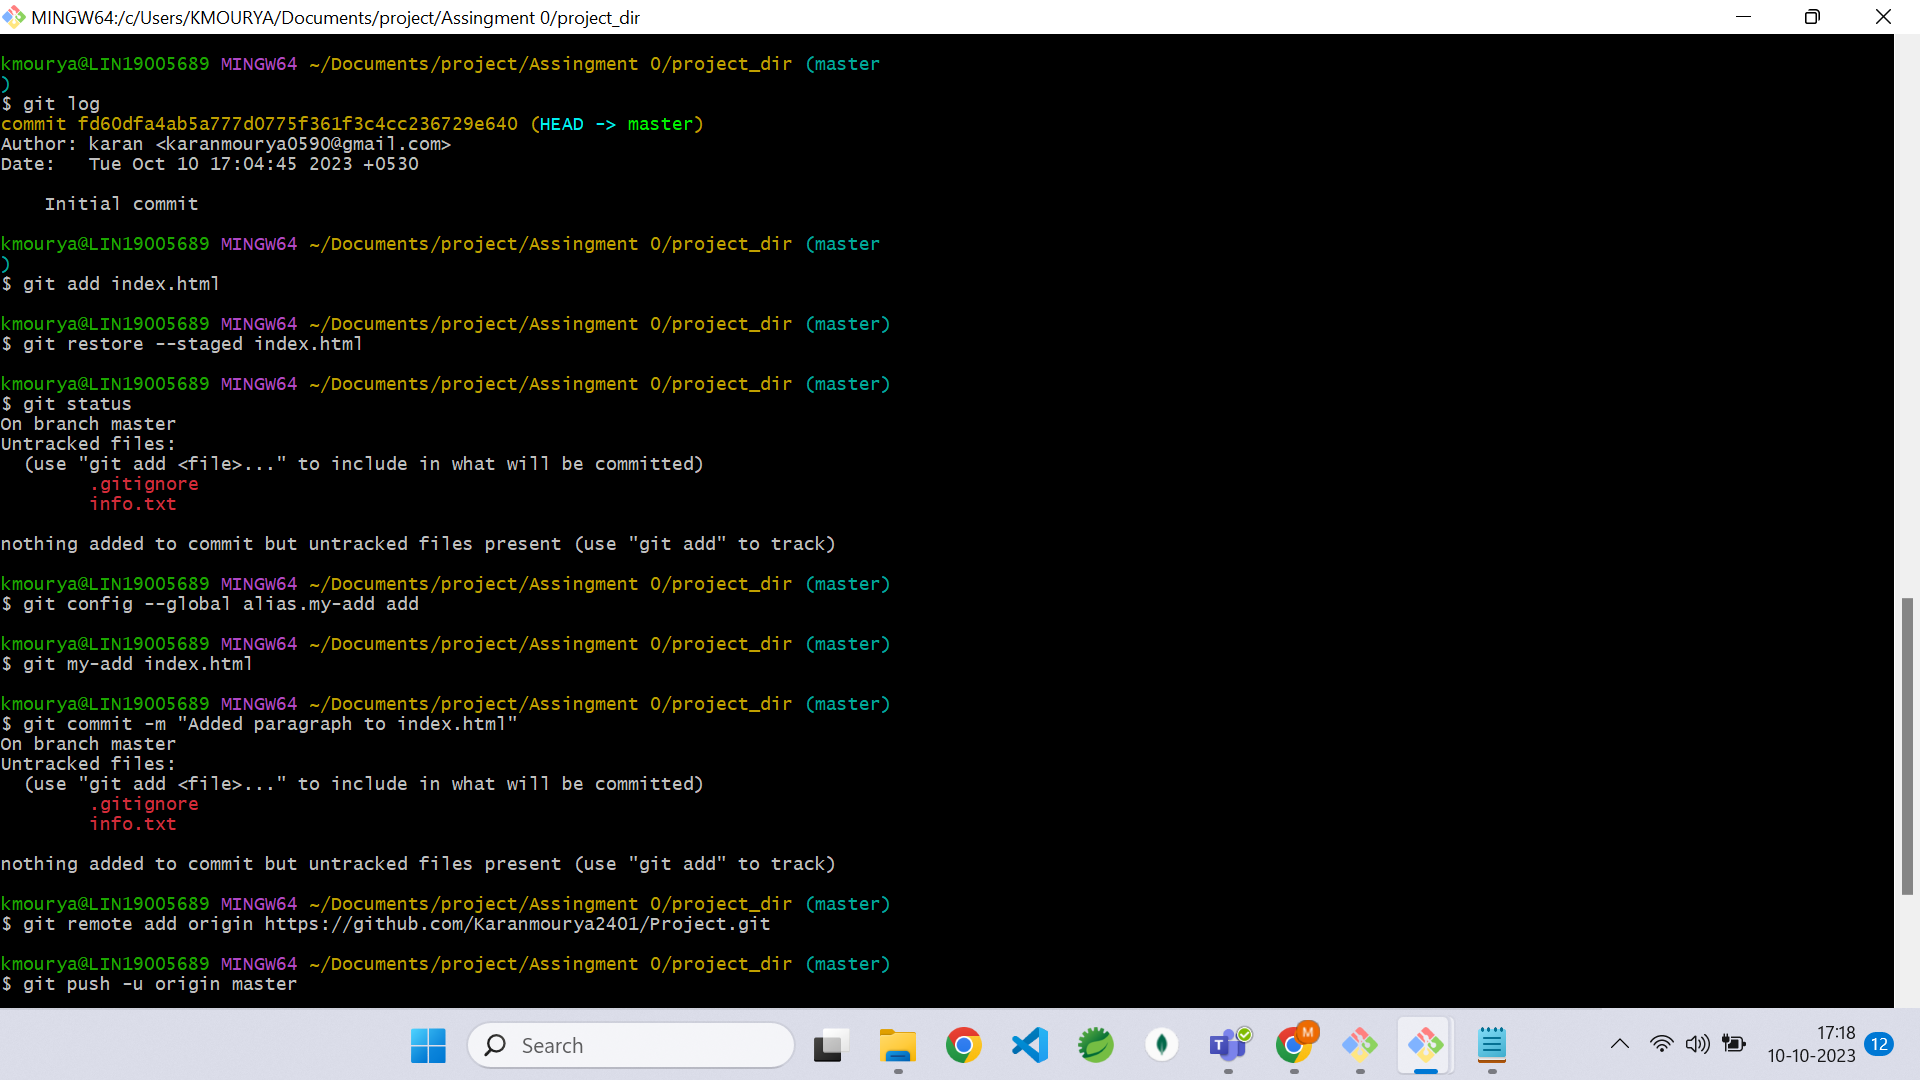 MINGW64:/c/Users/KMOURYA/Documents/project/Assingment 0/project_dir
kmourya@LIN19005689 MINGW64 ~/Documents/project/Assingment 0/project_dir (master
)
$ git log
commit fd60dfa4ab5a777d0775f361f3c4cc236729e640 (HEAD -> master)
Author: karan <karanmourya0590@gmail.com>
Date:   Tue Oct 10 17:04:45 2023 +0530
    Initial commit
kmourya@LIN19005689 MINGW64 ~/Documents/project/Assingment 0/project_dir (master
)
$ git add index.html
kmourya@LIN19005689 MINGW64 ~/Documents/project/Assingment 0/project_dir (master)
$ git restore --staged index.html
kmourya@LIN19005689 MINGW64 ~/Documents/project/Assingment 0/project_dir (master)
$ git status
On branch master
Untracked files:
  (use "git add <file>..." to include in what will be committed)
        .gitignore
        info.txt
nothing added to commit but untracked files present (use "git add" to track)
kmourya@LIN19005689 MINGW64 ~/Documents/project/Assingment 0/project_dir (master)
$ git config --global alias.my-add add
kmourya@LIN19005689 MINGW64 ~/Documents/project/Assingment 0/project_dir (master)
$ git my-add index.html
kmourya@LIN19005689 MINGW64 ~/Documents/project/Assingment 0/project_dir (master)
$ git commit -m "Added paragraph to index.html"
On branch master
Untracked files:
  (use "git add <file>..." to include in what will be committed)
        .gitignore
        info.txt
nothing added to commit but untracked files present (use "git add" to track)
kmourya@LIN19005689 MINGW64 ~/Documents/project/Assingment 0/project_dir (master)
$ git remote add origin https://github.com/Karanmourya2401/Project.git
kmourya@LIN19005689 MINGW64 ~/Documents/project/Assingment 0/project_dir (master)
$ git push -u origin master
Search
T
M
17:18
10-10-2023
12